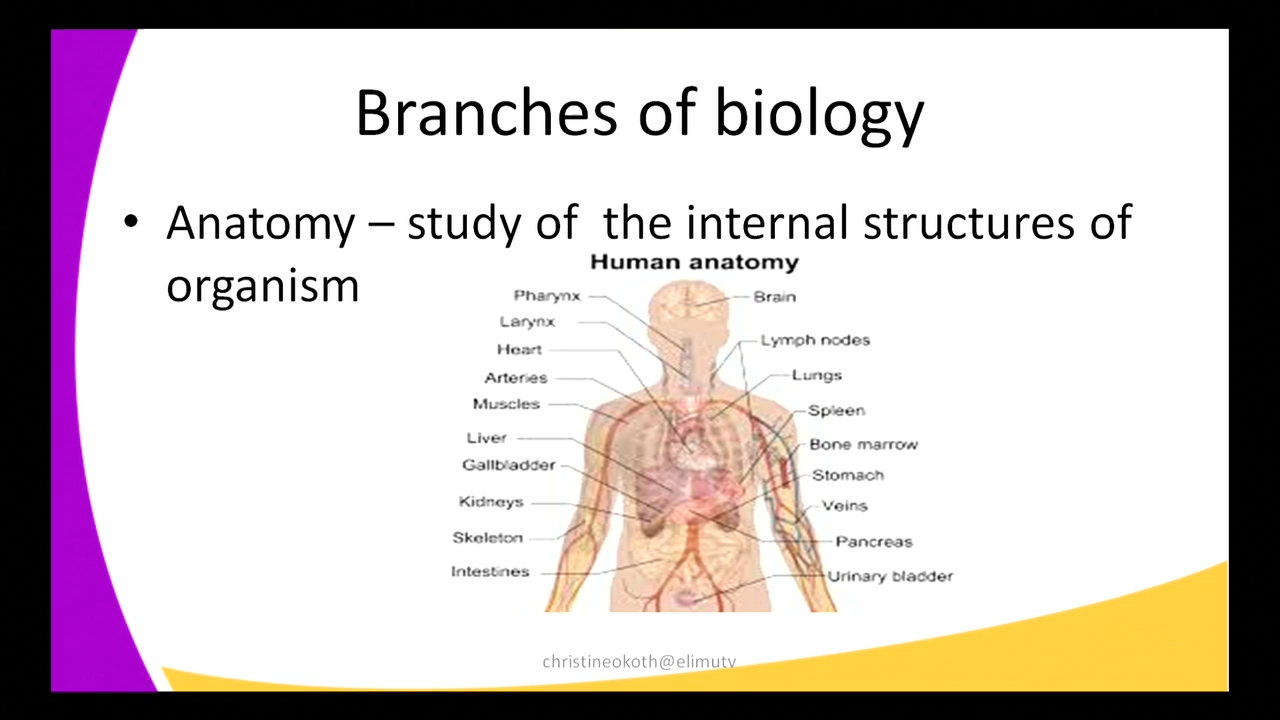 Branches of biology
• Anatomy – study of  the internal structures of
organism
Human anatomy
Pharynx
Larynx
Heart
Arteries
Muscles
Liver
Gallbladder
Kidneys
Skeleton
Intestines
Brain
Lymph nodes
Lungs
Spleen
Bone marrow
Stomach
Veins
Pancreas
Urinary bladder
christineokoth@elimutv